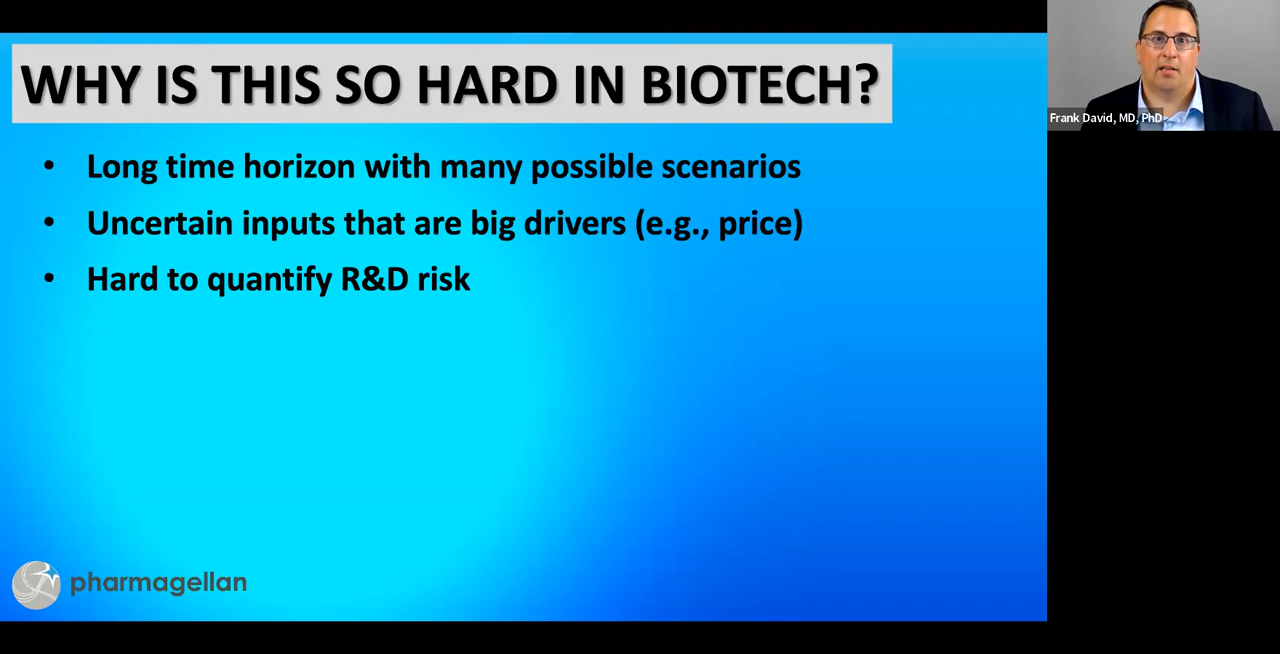 WHY IS THIS SO HARD IN BIOTECH?
• Long time horizon with many possible scenarios
• Uncertain inputs that are big drivers (e.g., price)
• Hard to quantify R&D risk
pharmagellan
Frank David, MD, PhD